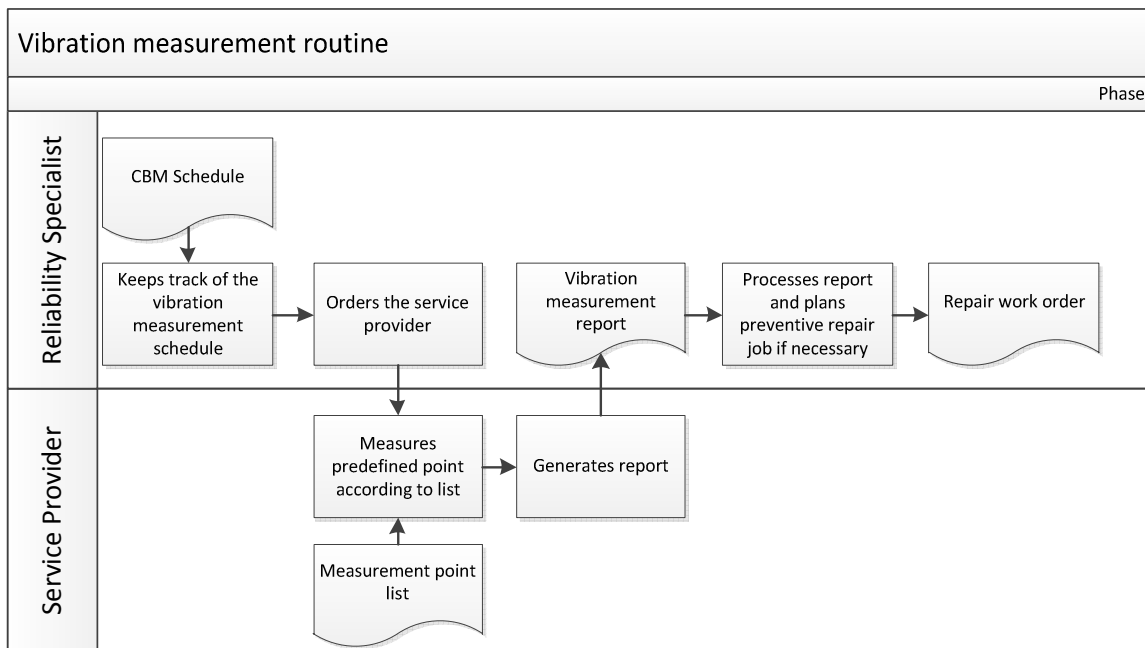 Vibration measurement routine
Phase
Reliability Specialist
CBM Schedule
Keeps track of the
vibration
measurement
schedule
Orders the service
provider
Vibration
measurement
report
Processes report
and plans
preventive repair
job if necessary
Repair work order
Service Provider
Measures
predefined point
according to list
Generates report
Measurement point
list